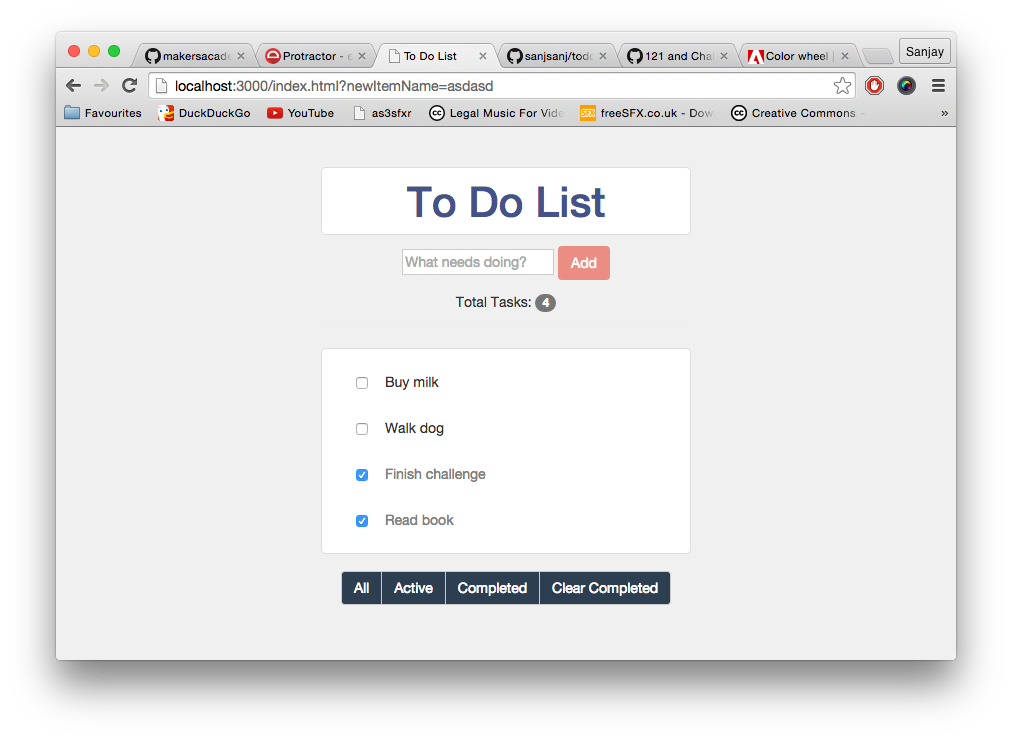 makersacade
Protractor - e
To Do List
sanjsanj/todo
121 and Cha
Color wheel |
Sanjay
localhost:3000/index.html?newItemName=asdasd
Favourites
DuckDuckGo
YouTube
as3sfxr
Legal Music For Vide
freeSFX.co.uk - Dow
Creative Commons -
»
To Do List
What needs doing?
Add
Total Tasks: 4
Buy milk
Walk dog
Finish challenge
Read book
All Active Completed Clear Completed